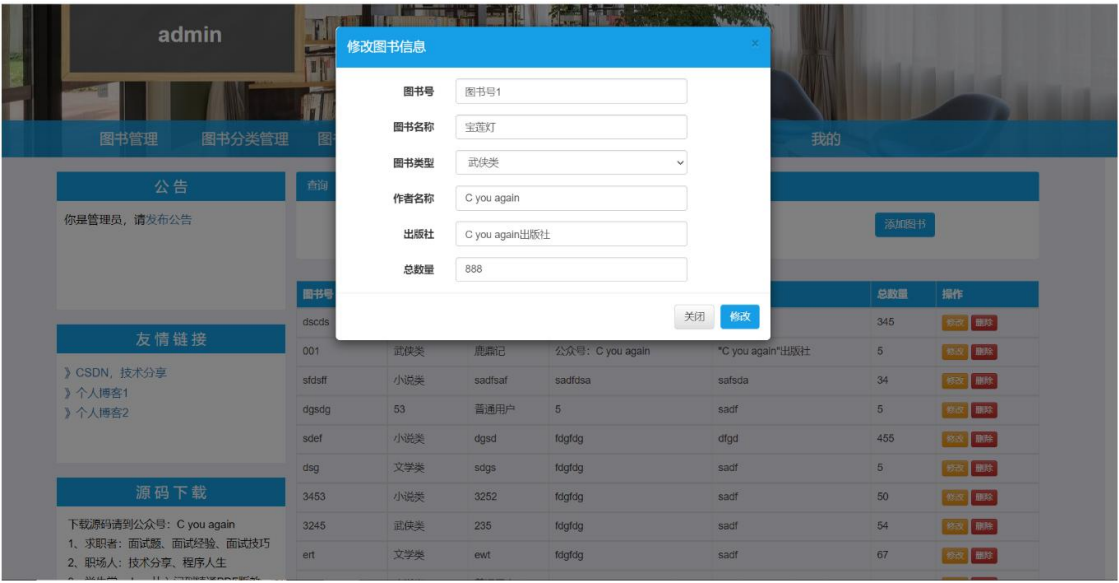 admin
修改图书信息
×
图书号 图书号1
图书名称 宝莲灯
图书类型 武侠类
作者名称 C you again
出版社 C you again出版社
总数量 888
关闭 修改
图书管理 图书分类管理 图 我的
公告
你是管理员，请发布公告
友情链接
》CSDN，技术分享
》个人博客1
》个人博客2
源码下载
下载源码请到公众号：C you again
1、求职者：面试题、面试经验、面试技巧
2、职场人：技术分享、程序人生
查询
添加图书
图书号 总数量 操作
dscds 345 修改 删除
001 武侠类 鹿鼎记 公众号：C you again "C you again"出版社 5 修改 删除
sfdsff 小说类 sadfsaf sadfdsa safsda 34 修改 删除
dgsdg 53 普通用户 5 sadf 5 修改 删除
sdef 小说类 dgsd fdgfdg dfgd 455 修改 删除
dsg 文学类 sdgs fdgfdg sadf 5 修改 删除
3453 小说类 3252 fdgfdg sadf 50 修改 删除
3245 武侠类 235 fdgfdg sadf 54 修改 删除
ert 文学类 ewt fdgfdg sadf 67 修改 删除